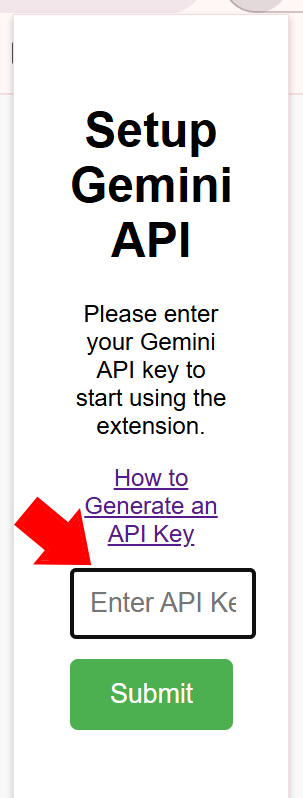 Setup
Gemini
API
Please enter
your Gemini
API key to
start using the
extension.
How to
Generate an
API Key
Enter API Ke
Submit